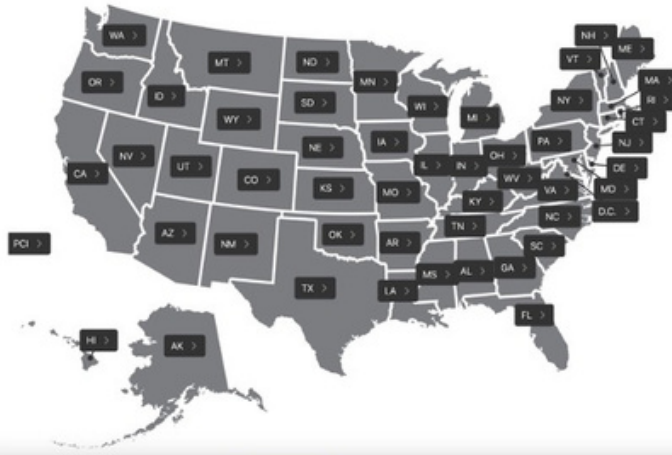 WA >
MT >
ND >
MN >
NH >
ME >
VT >
OR >
ID >
SD >
WI >
MI >
NY >
MA >
RI >
CT >
WY >
NE >
IA >
IL >
IN >
OH >
PA >
NJ >
NV >
UT >
CO >
KS >
MO >
WV >
KY >
VA >
DE >
MD >
D.C. >
CA >
AZ >
NM >
OK >
AR >
TN >
NC >
SC >
PCI >
TX >
LA >
MS >
AL >
GA >
FL >
HI >
AK >